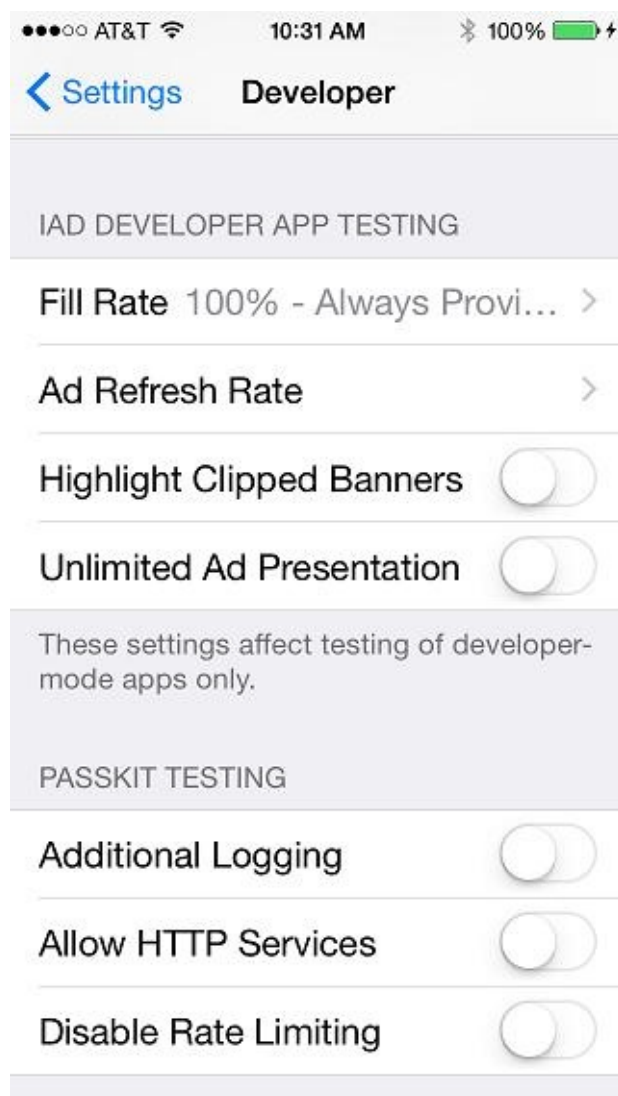 AT&T 10:31 AM 100%
Settings Developer
IAD DEVELOPER APP TESTING
Fill Rate 100% - Always Provi...
Ad Refresh Rate
Highlight Clipped Banners
Unlimited Ad Presentation
These settings affect testing of developer-
mode apps only.
PASSKIT TESTING
Additional Logging
Allow HTTP Services
Disable Rate Limiting